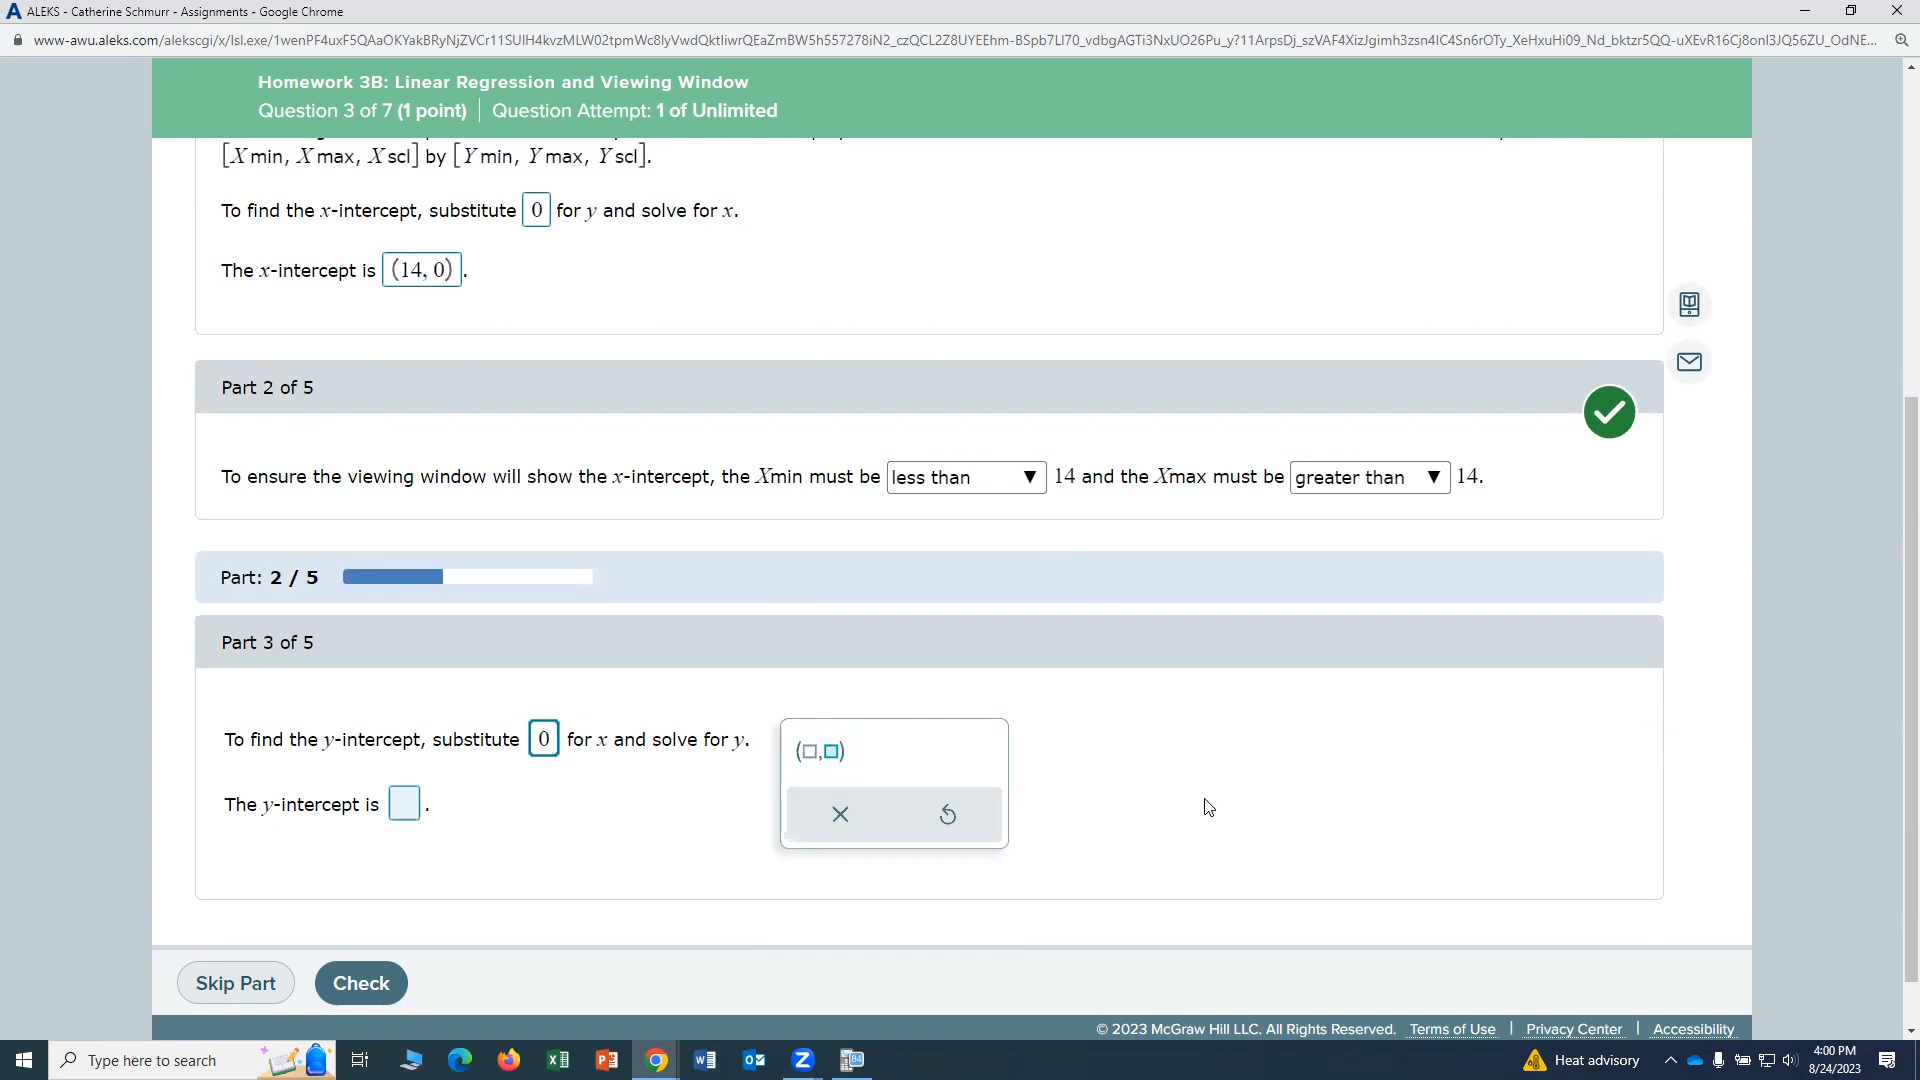 ALEKS - Catherine Schmurr - Assignments - Google Chrome
Homework 3B: Linear Regression and Viewing Window
Question 3 of 7 (1 point) | Question Attempt: 1 of Unlimited
[Xmin, Xmax, Xscl] by [Ymin, Ymax, Yscl].
To find the x-intercept, substitute 0 for y and solve for x.
The x-intercept is (14, 0).
Part 2 of 5
To ensure the viewing window will show the x-intercept, the Xmin must be less than ▼ 14 and the Xmax must be greater than ▼ 14.
Part: 2 / 5
Part 3 of 5
To find the y-intercept, substitute 0 for x and solve for y.
(□,□)
The y-intercept is □.
Skip Part
Check
© 2023 McGraw Hill LLC. All Rights Reserved. Terms of Use | Privacy Center | Accessibility
Type here to search
Heat advisory
4:00 PM
8/24/2023